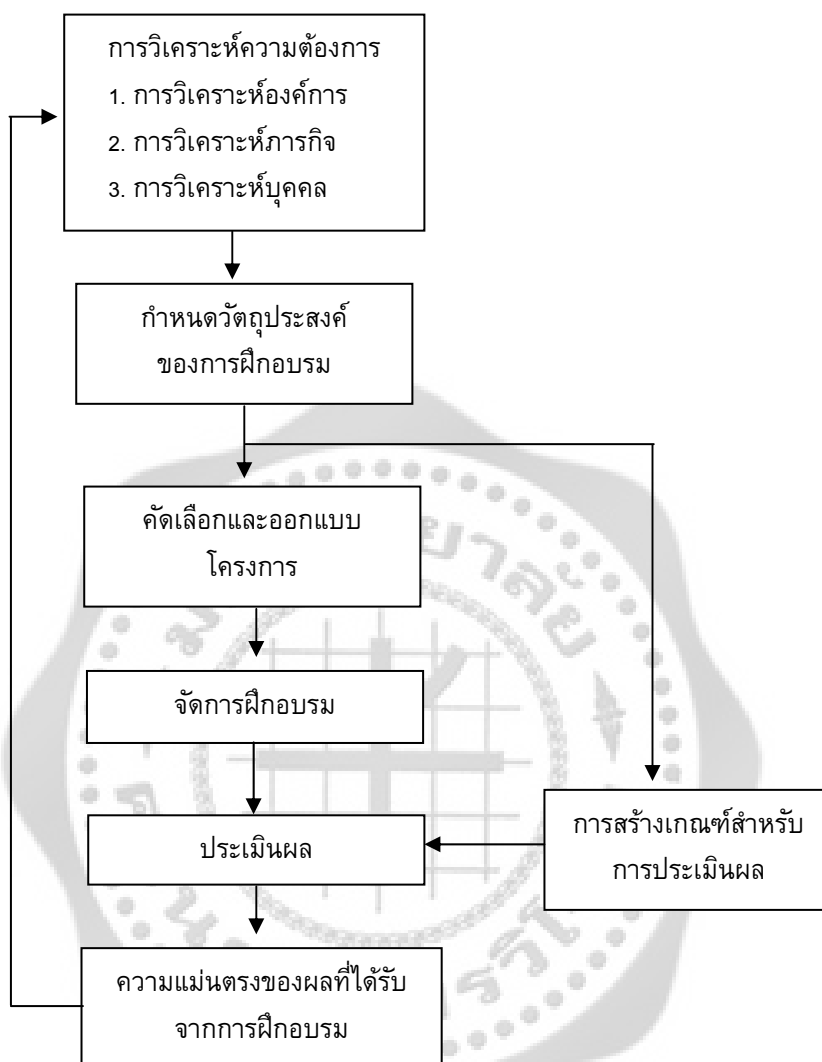 การวิเคราะห์ความต้องการ
1. การวิเคราะห์องค์การ
2. การวิเคราะห์ภารกิจ
3. การวิเคราะห์บุคคล
กำหนดวัตถุประสงค์
ของการฝึกอบรม
คัดเลือกและออกแบบ
โครงการ
จัดการฝึกอบรม
ประเมินผล
การสร้างเกณฑ์สำหรับ
การประเมินผล
ความแม่นตรงของผลที่ได้รับ
จากการฝึกอบรม